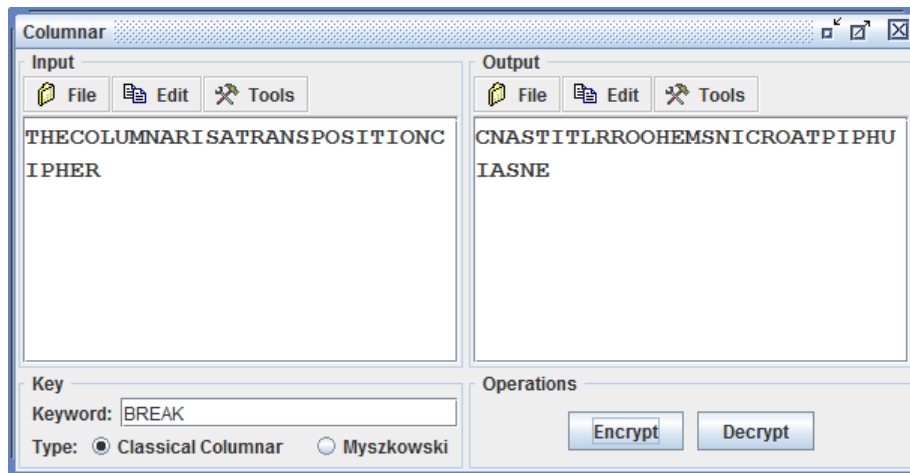 Columnar
Input Output
File Edit Tools File Edit Tools
THECOLUMNARISATRANSPOSITIONC CNASTITLRROOHEMSNICROATPIPHU
IPHER IASNE
Key Operations
Keyword: BREAK
Type: Classical Columnar Myszkowski Encrypt Decrypt